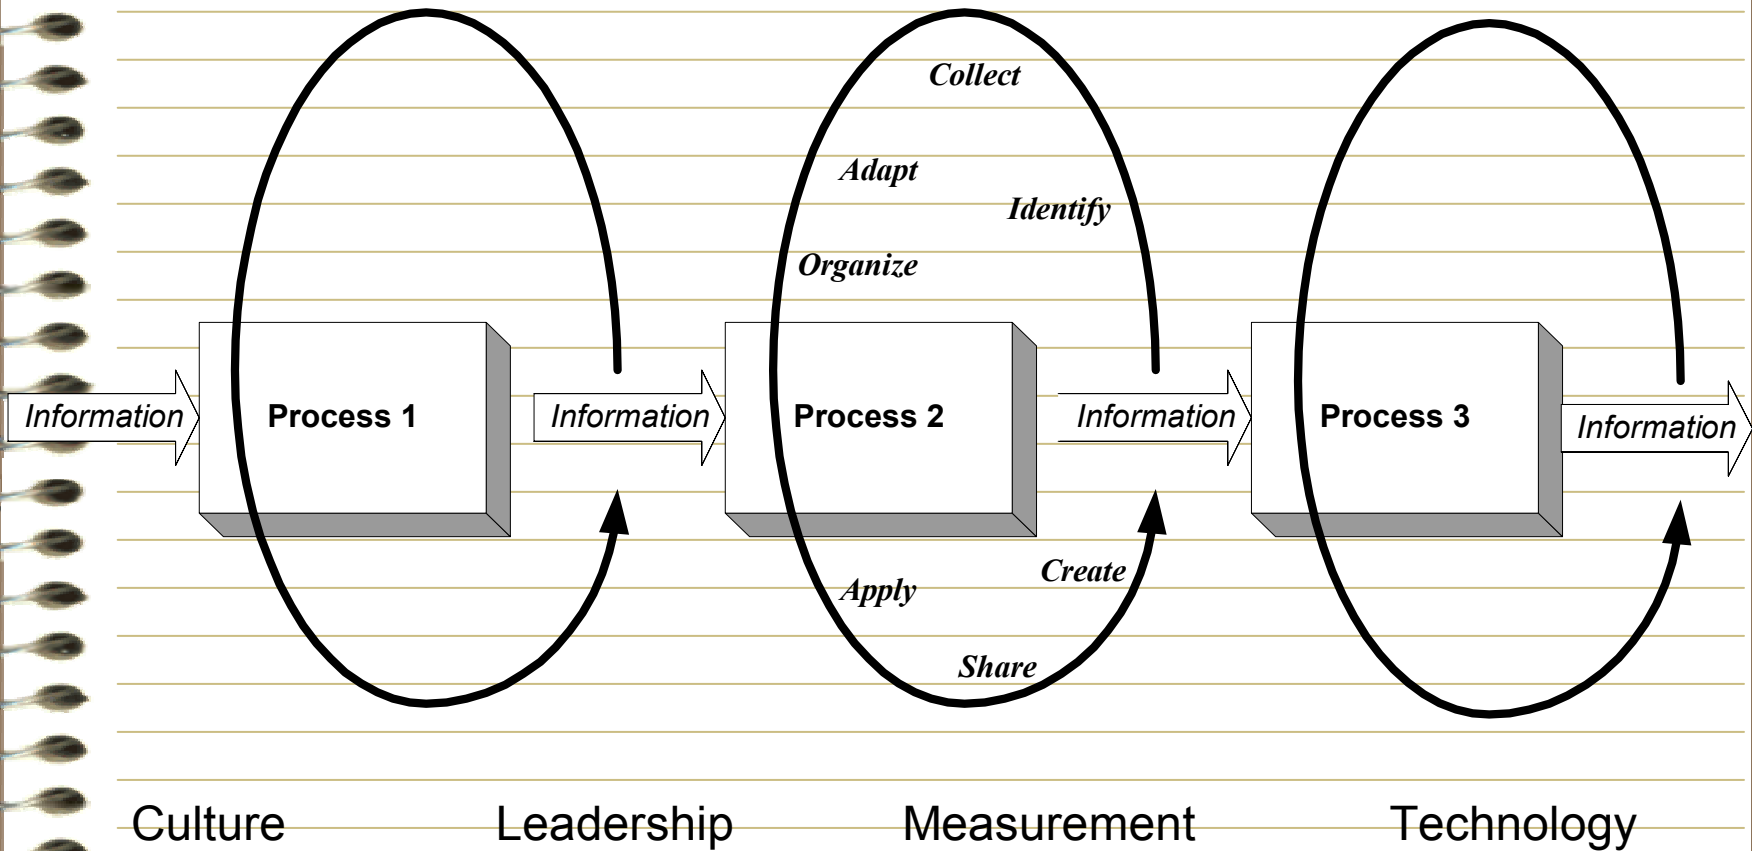 Collect
Adapt
Identify
Organize
Information
Process 1
Information
Process 2
Information
Process 3
Information
Create
Apply
Share
Culture
Leadership
Measurement
Technology